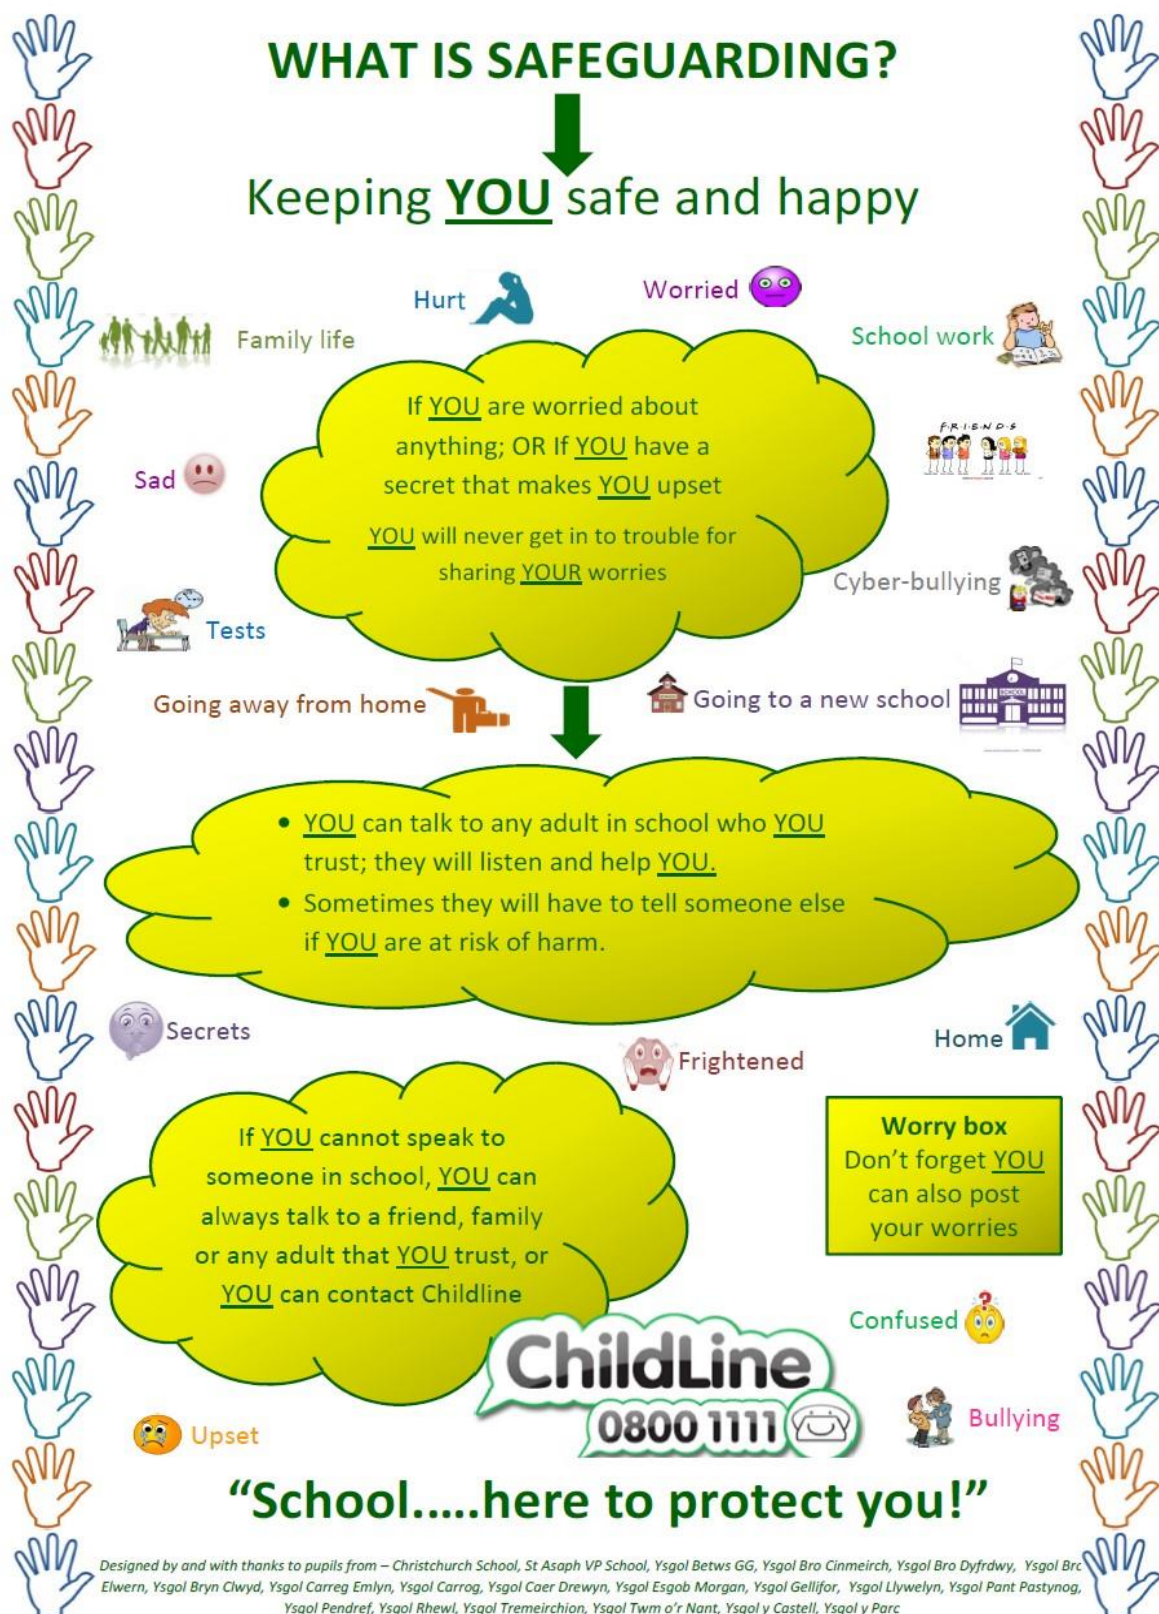 WHAT IS SAFEGUARDING?
Keeping YOU safe and happy
Hurt
Worried
Family life
School work
If YOU are worried about
anything; OR If YOU have a
secret that makes YOU upset
YOU will never get in to trouble for
sharing YOUR worries
F·R·I·E·N·D·S
Sad
Cyber-bullying
Tests
Going away from home
Going to a new school
SCHOOL
• YOU can talk to any adult in school who YOU
trust; they will listen and help YOU.
• Sometimes they will have to tell someone else
if YOU are at risk of harm.
Secrets
Frightened
Home
If YOU cannot speak to
someone in school, YOU can
always talk to a friend, family
or any adult that YOU trust, or
YOU can contact Childline
Worry box
Don't forget YOU
can also post
your worries
Confused
ChildLine
0800 1111
Bullying
Upset
“School.....here to protect you!”
Designed by and with thanks to pupils from – Christchurch School, St Asaph VP School, Ysgol Betws GG, Ysgol Bro Cinmeirch, Ysgol Bro Dyfrdwy, Ysgol Bro
Elwern, Ysgol Bryn Clwyd, Ysgol Carreg Emlyn, Ysgol Carrog, Ysgol Caer Drewyn, Ysgol Esgob Morgan, Ysgol Gellifor, Ysgol Llywelyn, Ysgol Pant Pastynog,
Ysgol Pendref, Ysgol Rhewl, Ysgol Tremeirchion, Ysgol Twm o'r Nant, Ysgol y Castell, Ysgol y Parc